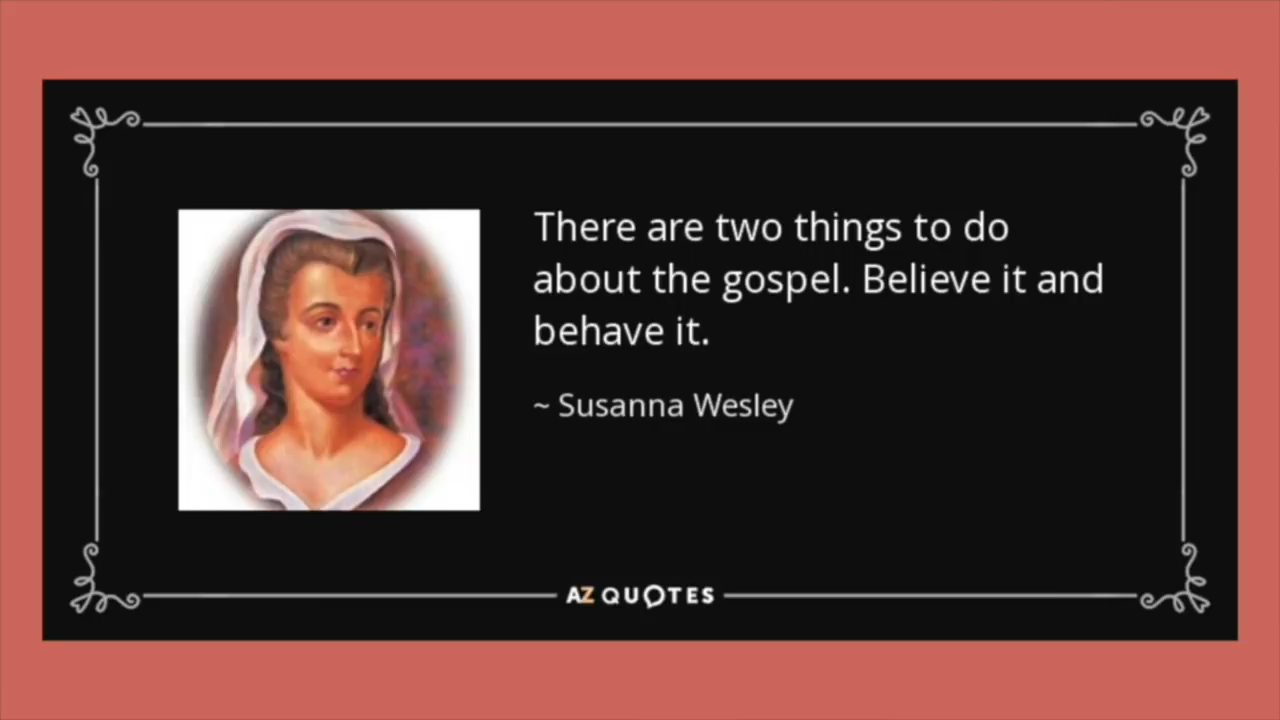 There are two things to do
about the gospel. Believe it and
behave it.
~ Susanna Wesley
AZ QUOTES